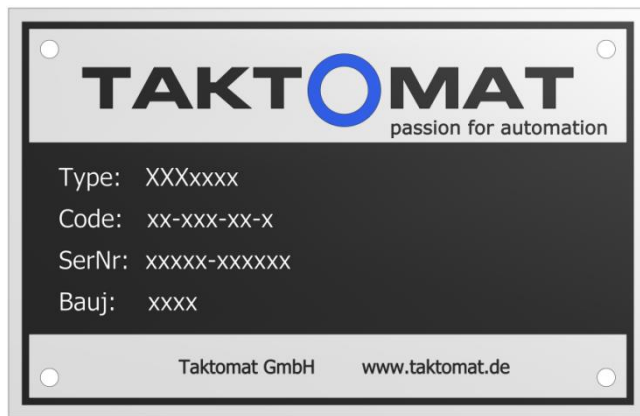 TAKTOMAT
passion for automation
Type: XXXxxxx
Code: xx-xxx-xx-x
SerNr: xxxxx-xxxxxx
Bauj: xxxx
Taktomat GmbH www.taktomat.de